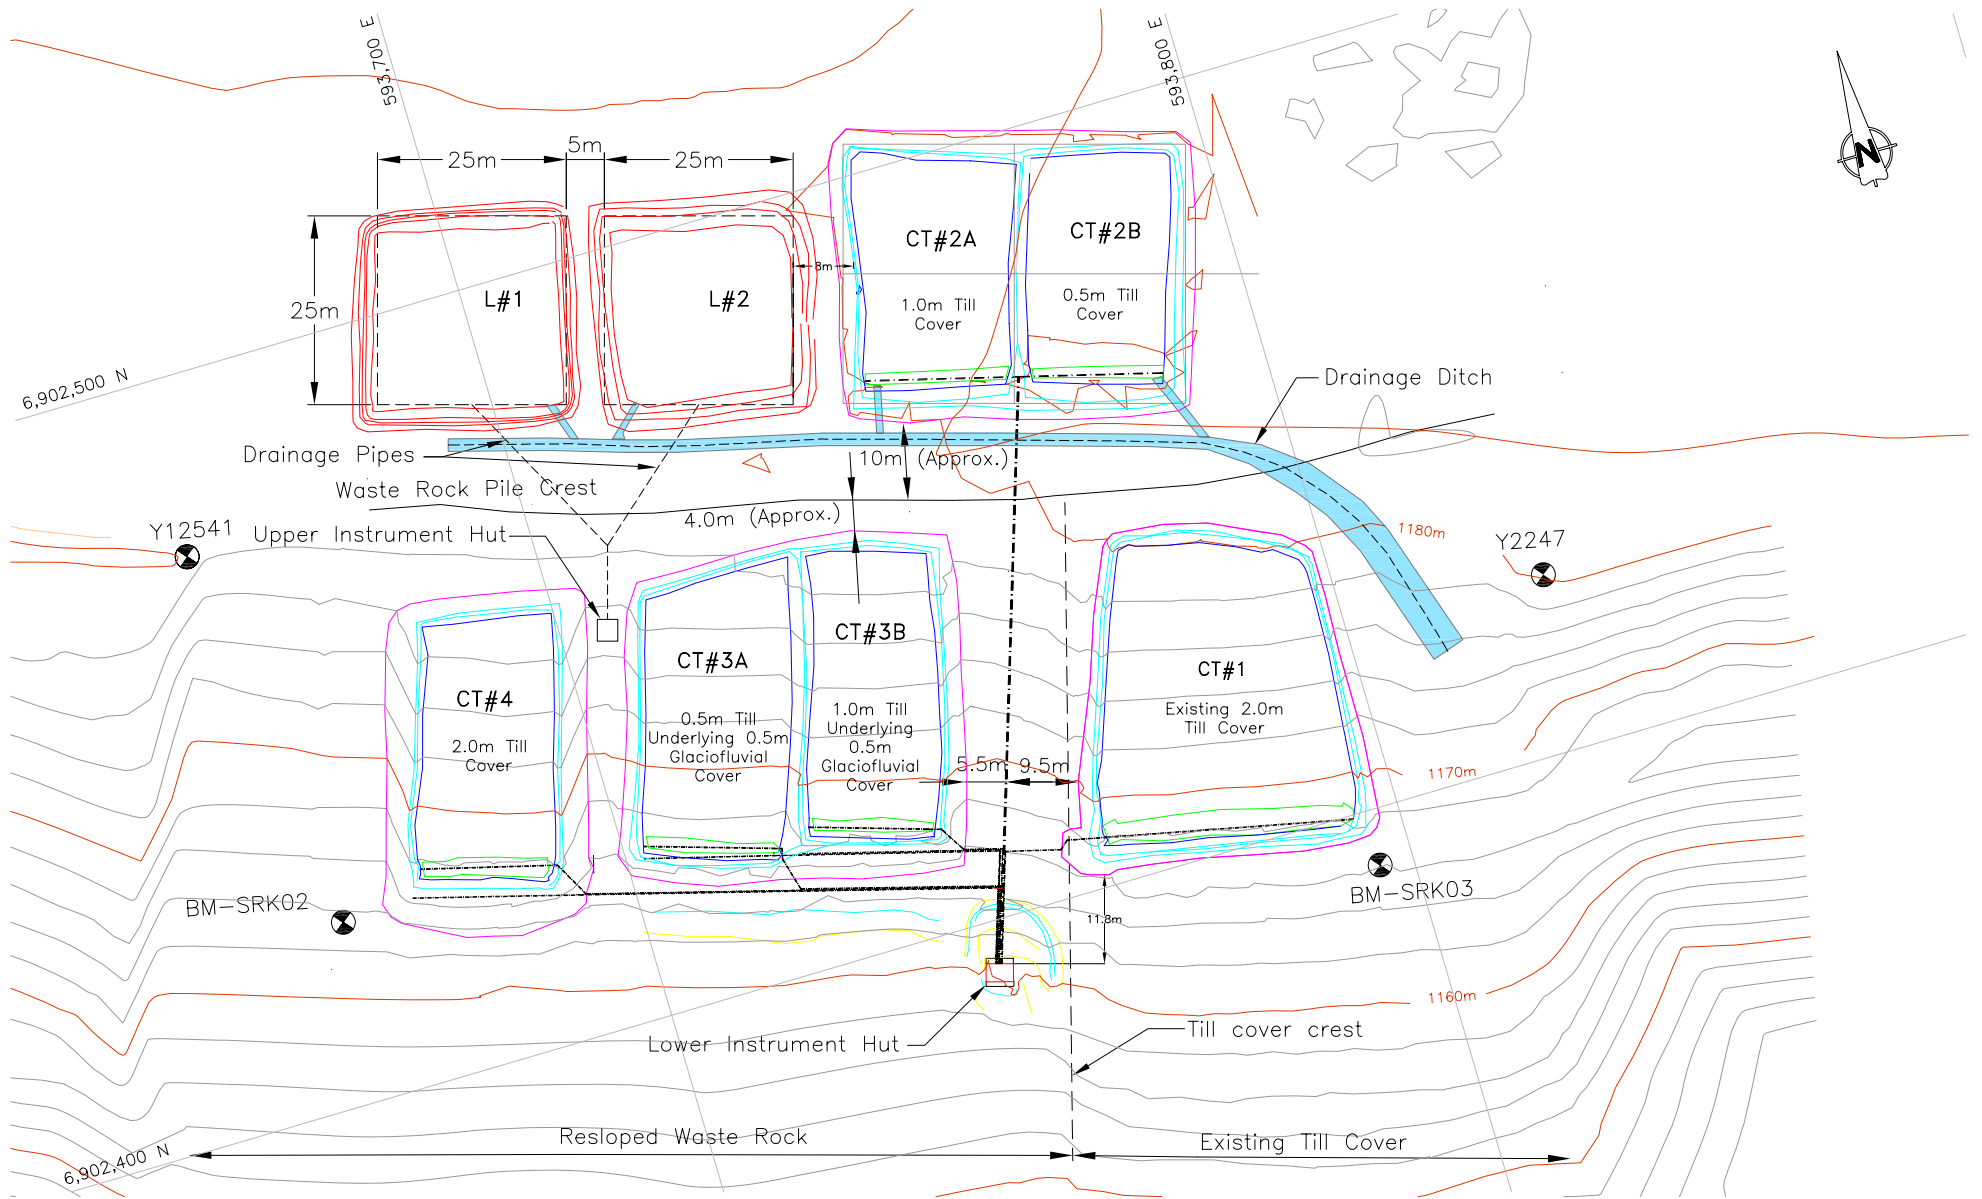 593,700 E
593,800 E
N
25m
5m
25m
CT#2A
CT#2B
8m
25m
L#1
L#2
1.0m Till
Cover
0.5m Till
Cover
6,902,500 N
Drainage Ditch
Drainage Pipes
10m (Approx.)
Waste Rock Pile Crest
4.0m (Approx.)
Y12541
Upper Instrument Hut
1180m
Y2247
CT#3B
CT#3A
CT#1
CT#4
0.5m Till
Underlying 0.5m
Glaciofluvial
Cover
1.0m Till
Underlying
0.5m
Glaciofluvial
Cover
Existing 2.0m
Till Cover
2.0m Till
Cover
5.5m
9.5m
1170m
BM-SRK02
BM-SRK03
11.8m
1160m
Lower Instrument Hut
Till cover crest
Resloped Waste Rock
Existing Till Cover
6,902,400 N